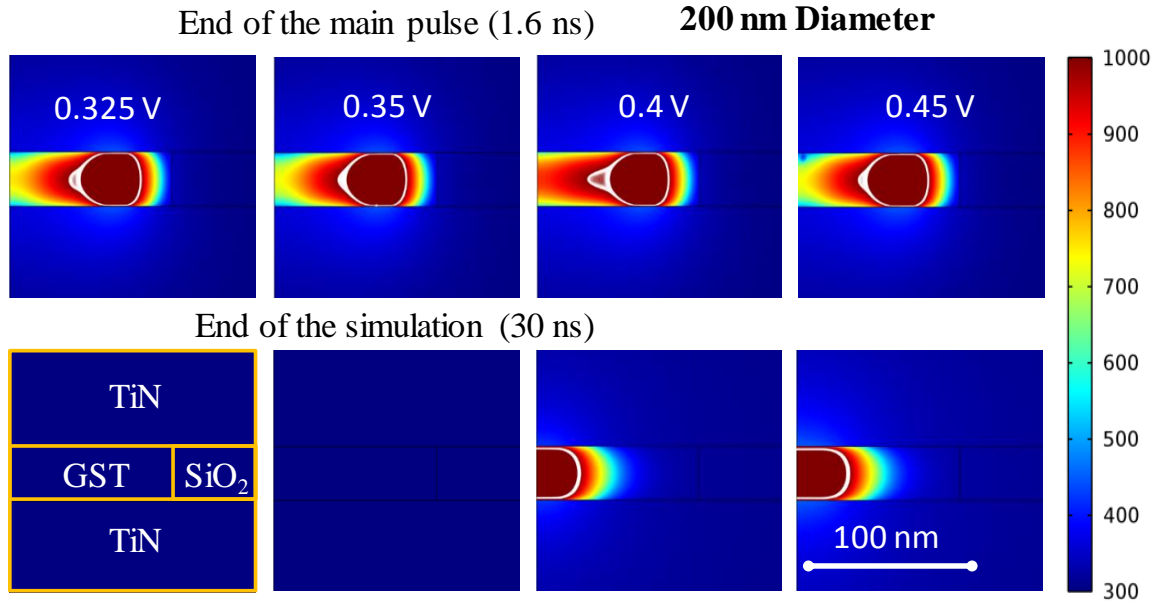 End of the main pulse (1.6 ns)
200 nm Diameter
0.325 V
0.35 V
0.4 V
0.45 V
1000
900
800
700
600
500
400
300
End of the simulation (30 ns)
TiN
GST
SiO₂
TiN
100 nm